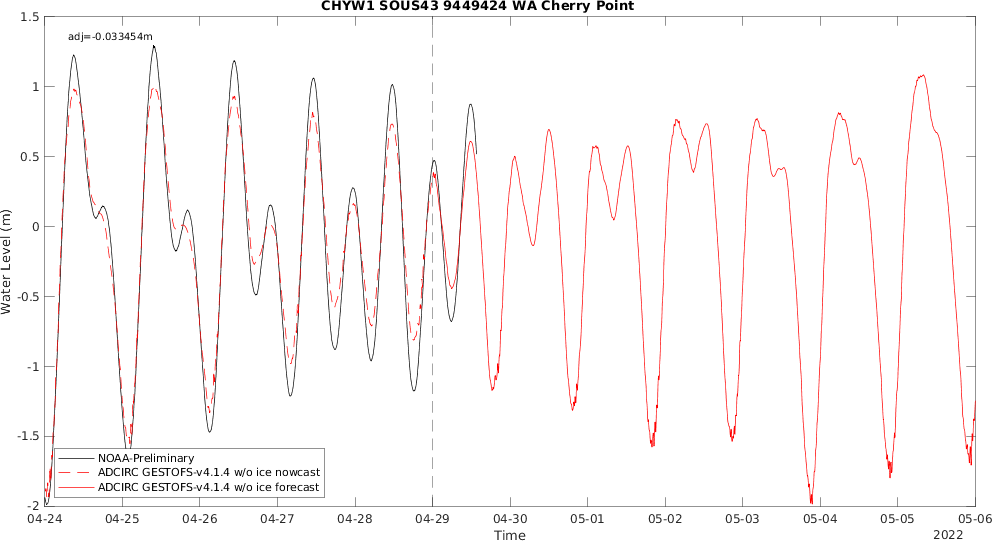 CHYW1 SOUS43 9449424 WA Cherry Point
adj=-0.033454m
1.5
1
0.5
0
-0.5
-1
-1.5
-2
Water Level (m)
NOAA-Preliminary
ADCIRC GESTOFS-v4.1.4 w/o ice nowcast
ADCIRC GESTOFS-v4.1.4 w/o ice forecast
04-24 04-25 04-26 04-27 04-28 04-29 04-30 05-01 05-02 05-03 05-04 05-05 05-06
Time
2022